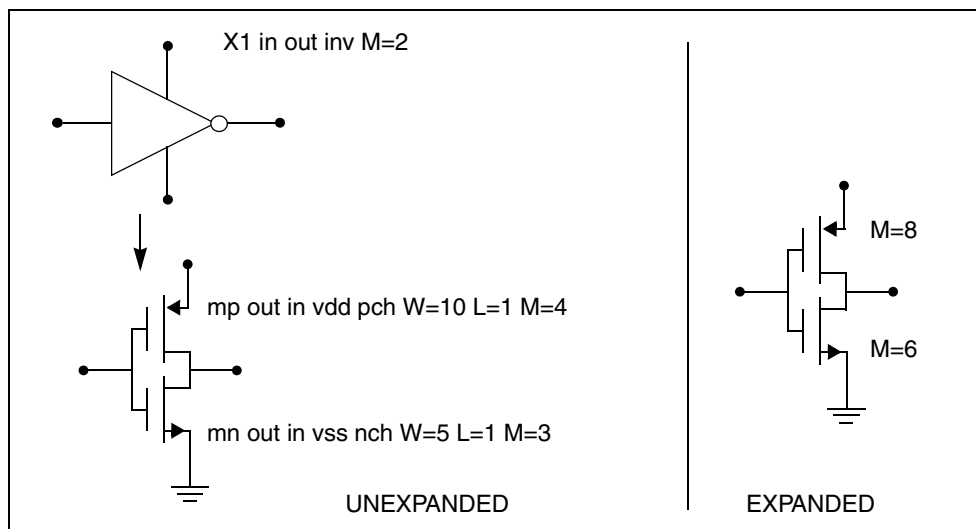 X1 in out inv M=2
mp out in vdd pch W=10 L=1 M=4
mn out in vss nch W=5 L=1 M=3
UNEXPANDED
M=8
M=6
EXPANDED